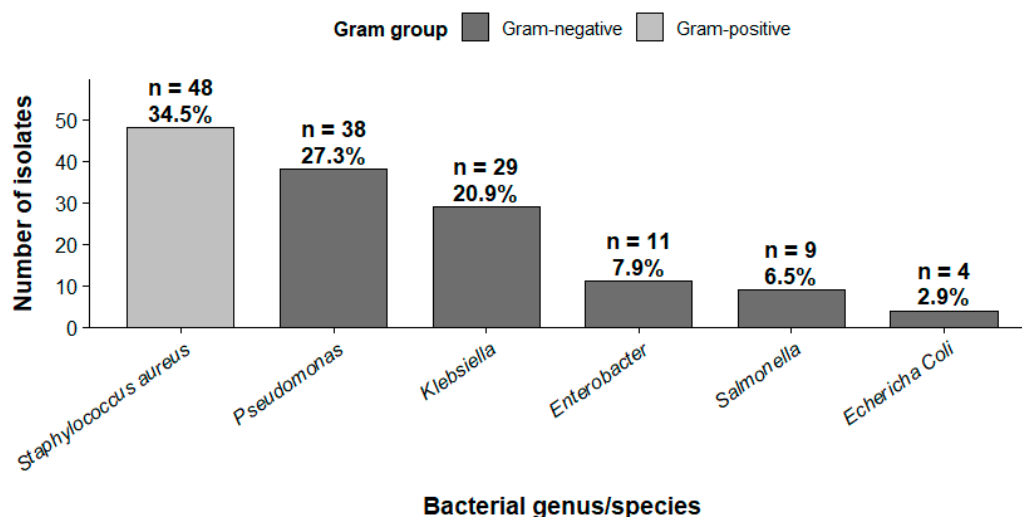 Gram group Gram-negative Gram-positive
Number of isolates
50
40
30
20
10
0
n = 48
34.5%
n = 38
27.3%
n = 29
20.9%
n = 11
7.9%
n = 9
6.5%
n = 4
2.9%
Staphylococcus aureus
Pseudomonas
Klebsiella
Enterobacter
Salmonella
Echericha Coli
Bacterial genus/species